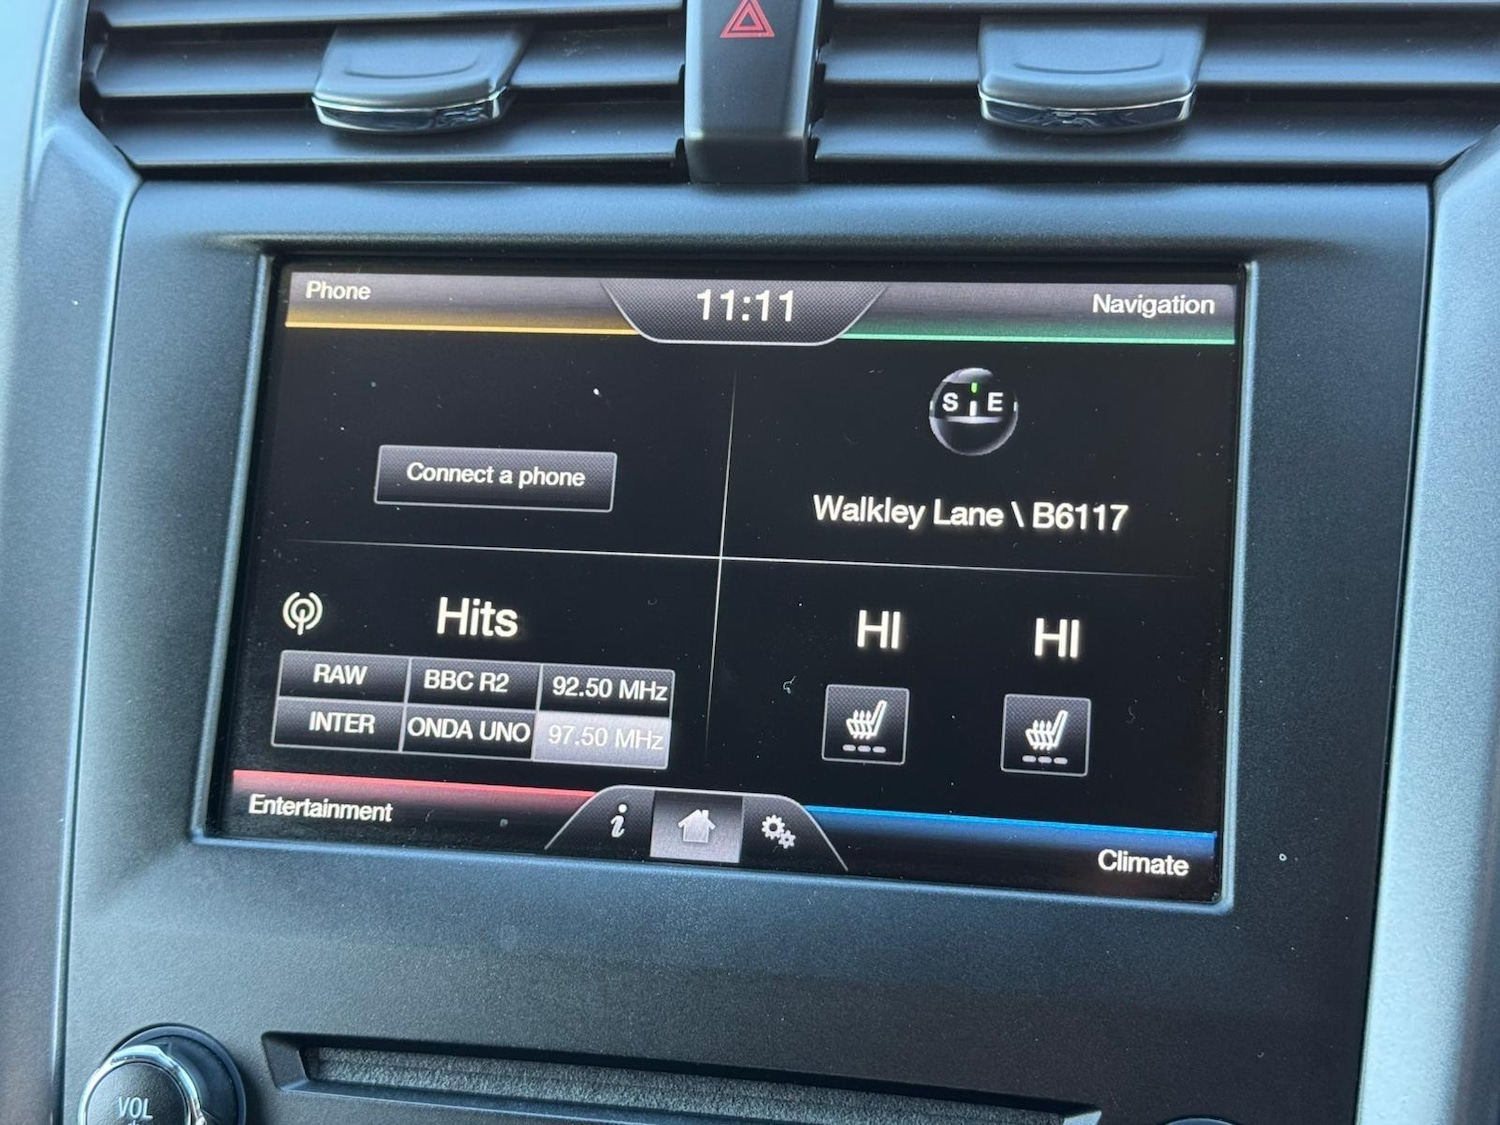 Phone
11:11
Navigation
S E
Connect a phone
Walkley Lane \ B6117
Hits
HI HI
RAW BBC R2 92.50 MHz
INTER ONDA UNO 97.50 MHz
Entertainment
i
Climate
VOL